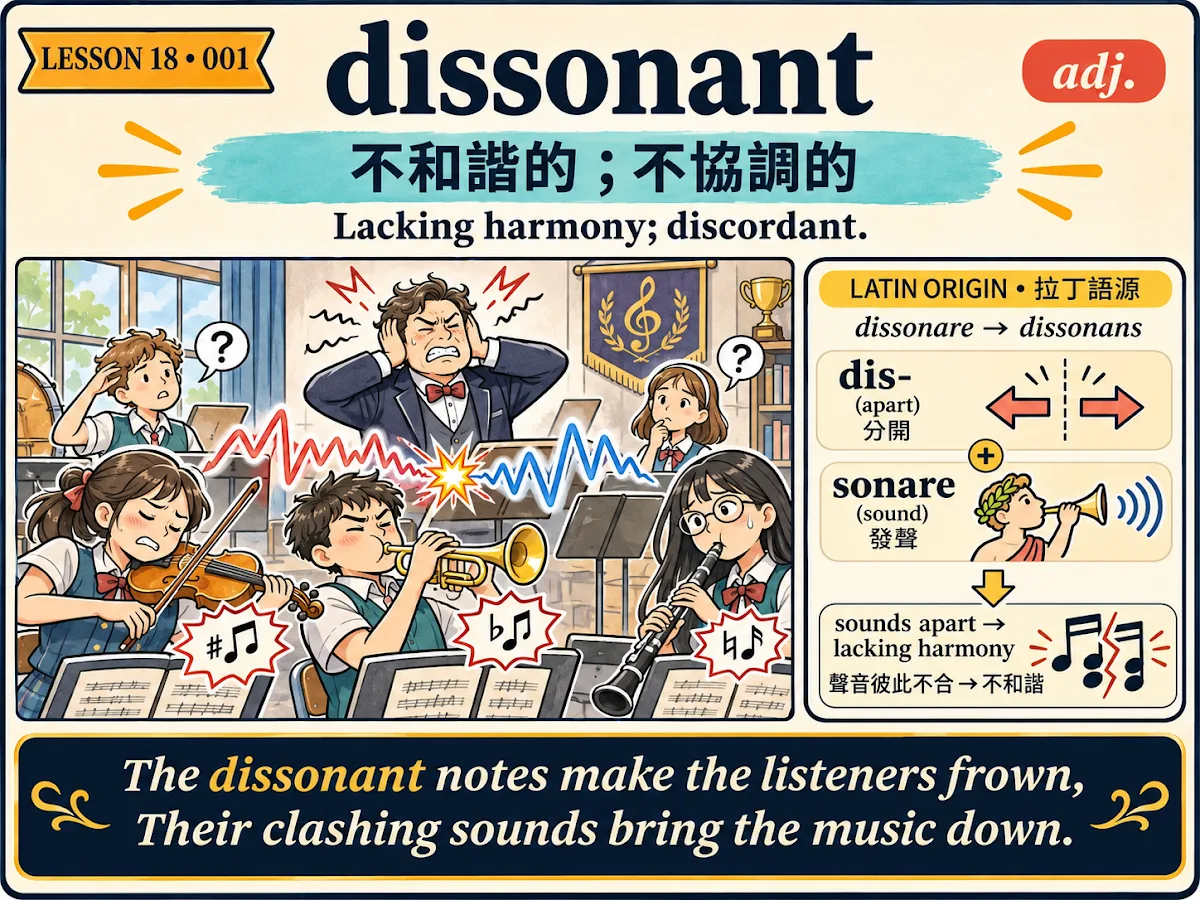 LESSON 18 • 001
dissonant
adj.
不和諧的；不協調的
Lacking harmony; discordant.
?
?
♯♫
♭♫
♮♬
LATIN ORIGIN • 拉丁語源
dissonare → dissonans
dis-
(apart)
分開
+
sonare
(sound)
發聲
sounds apart →
lacking harmony
聲音彼此不合 → 不和諧
The dissonant notes make the listeners frown,
Their clashing sounds bring the music down.